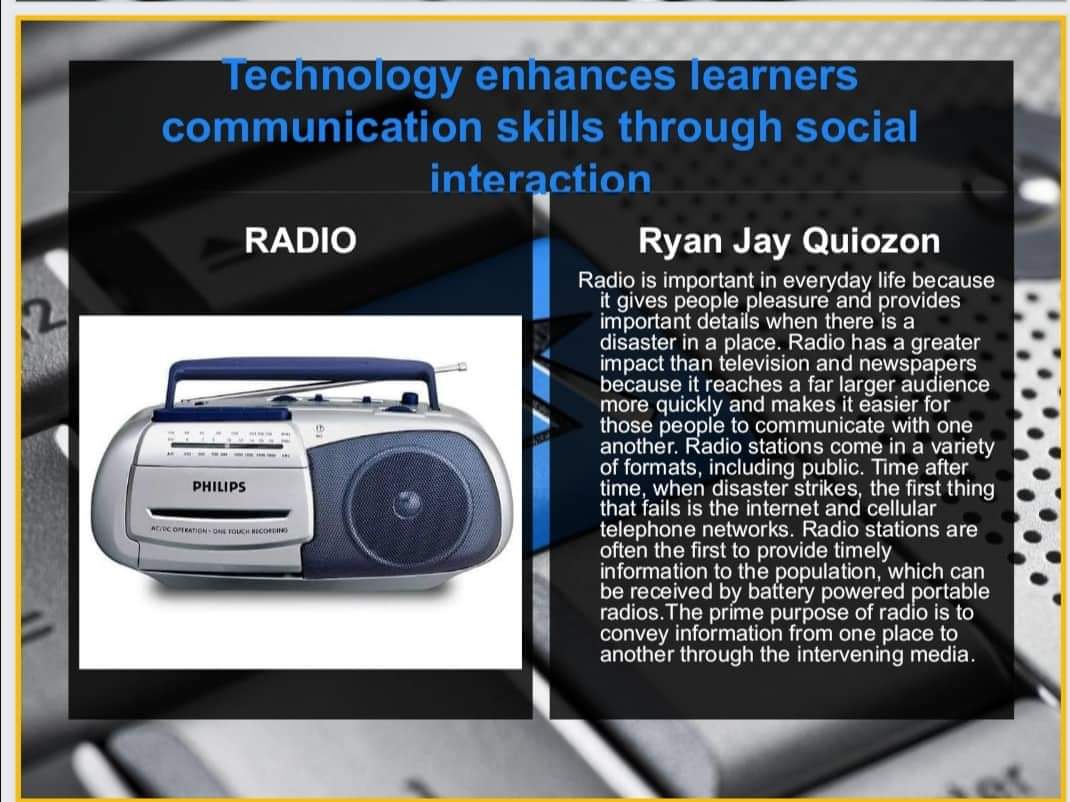 Technology enhances learners
communication skills through social
interaction
RADIO
PHILIPS
AC/DC OPERATION - ONE TOUCH RECORDING
Ryan Jay Quiozon
Radio is important in everyday life because
it gives people pleasure and provides
important details when there is a
disaster in a place. Radio has a greater
impact than television and newspapers
because it reaches a far larger audience
more quickly and makes it easier for
those people to communicate with one
another. Radio stations come in a variety
of formats, including public. Time after
time, when disaster strikes, the first thing
that fails is the internet and cellular
telephone networks. Radio stations are
often the first to provide timely
information to the population, which can
be received by battery powered portable
radios.The prime purpose of radio is to
convey information from one place to
another through the intervening media.